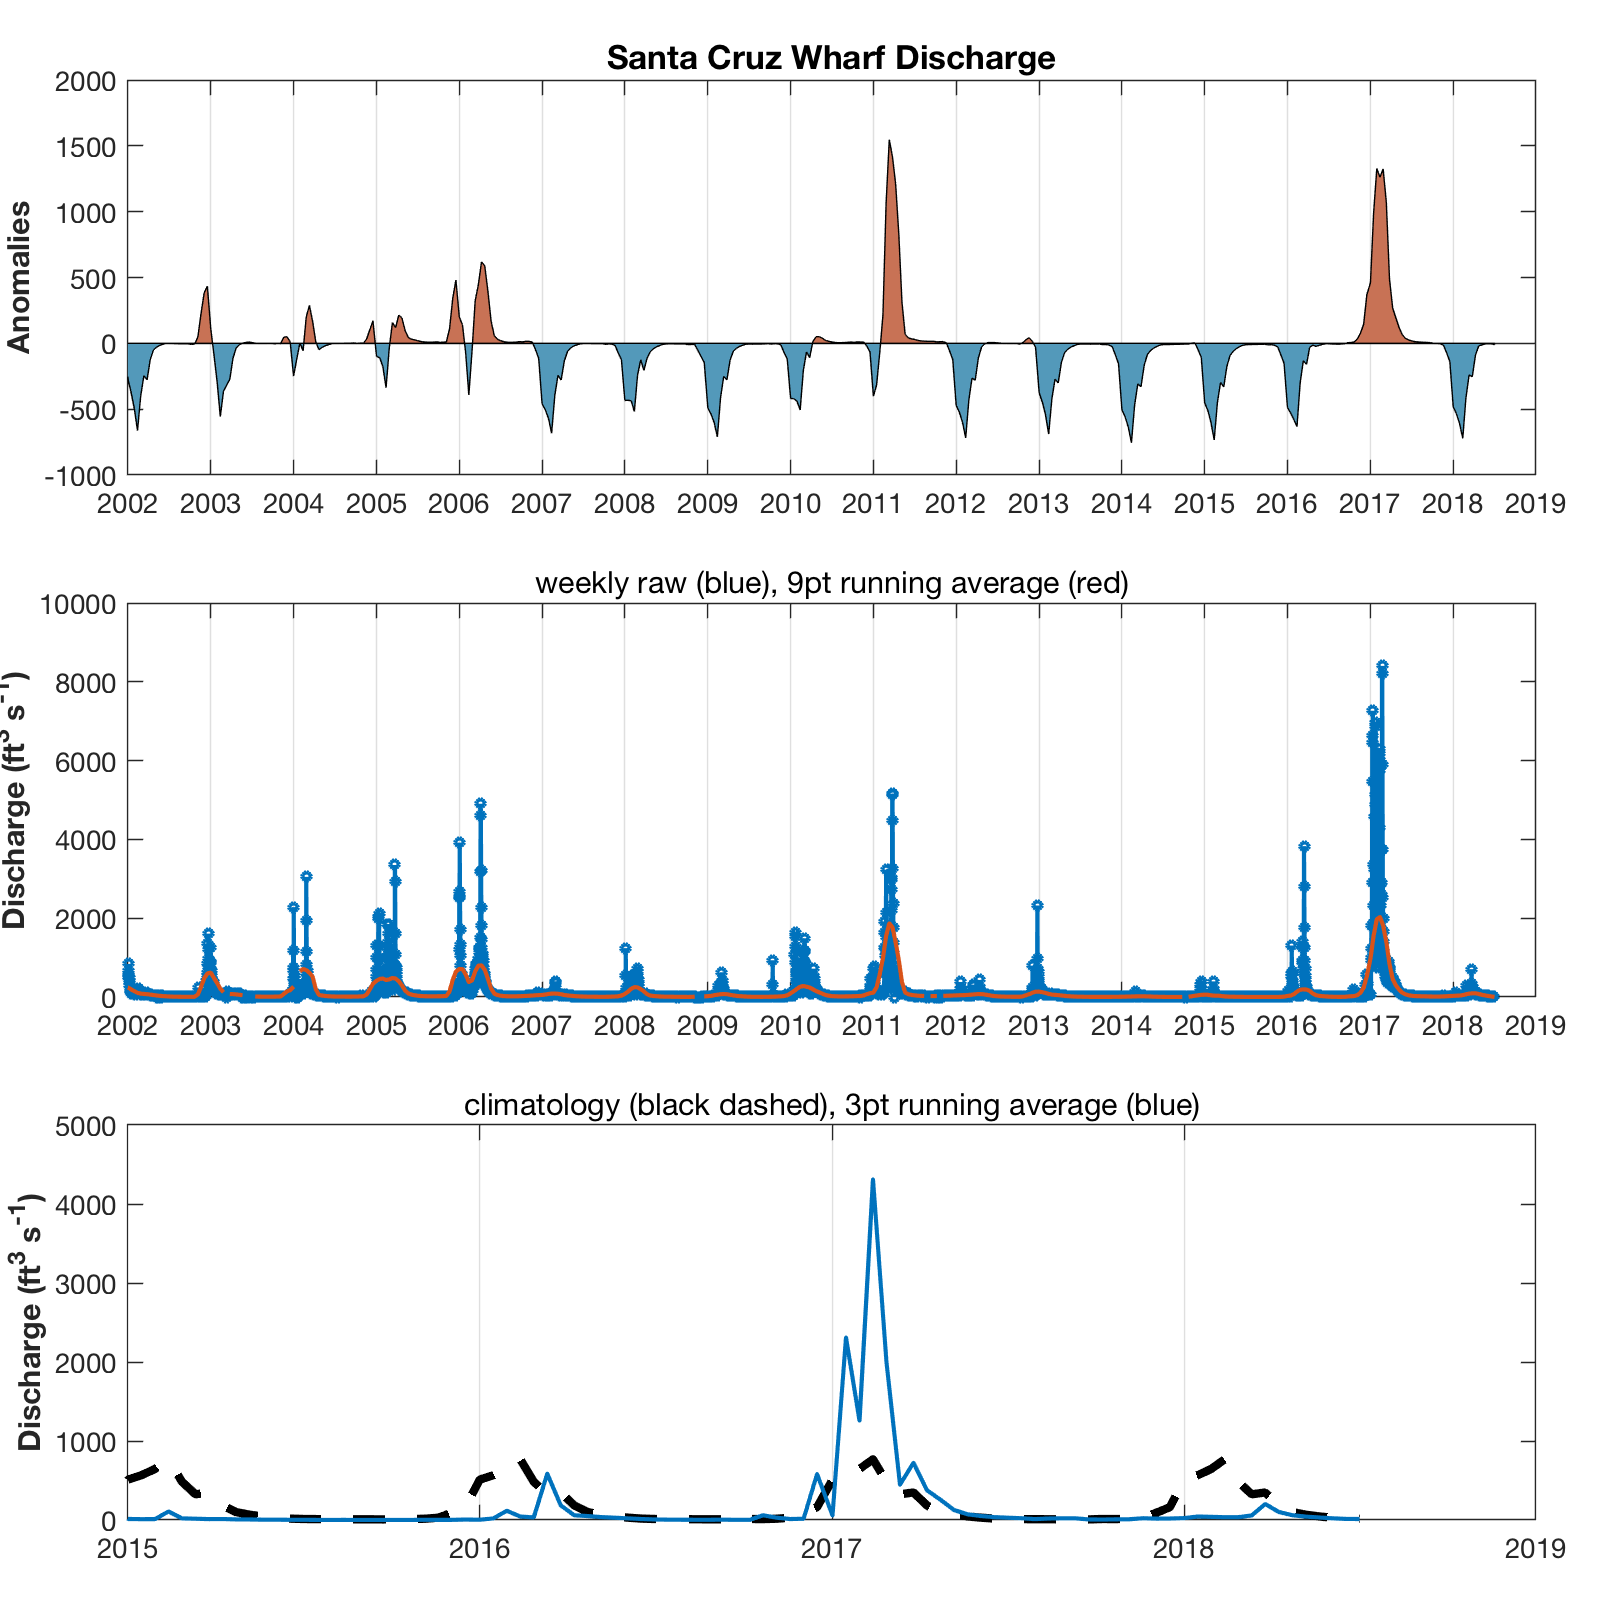 Santa Cruz Wharf Discharge
2000
1500
1000
500
0
-500
-1000
Anomalies
2002 2003 2004 2005 2006 2007 2008 2009 2010 2011 2012 2013 2014 2015 2016 2017 2018 2019
weekly raw (blue), 9pt running average (red)
10000
8000
6000
4000
2000
0
Discharge (ft³ s⁻¹)
2002 2003 2004 2005 2006 2007 2008 2009 2010 2011 2012 2013 2014 2015 2016 2017 2018 2019
climatology (black dashed), 3pt running average (blue)
5000
4000
3000
2000
1000
0
Discharge (ft³ s⁻¹)
2015 2016 2017 2018 2019